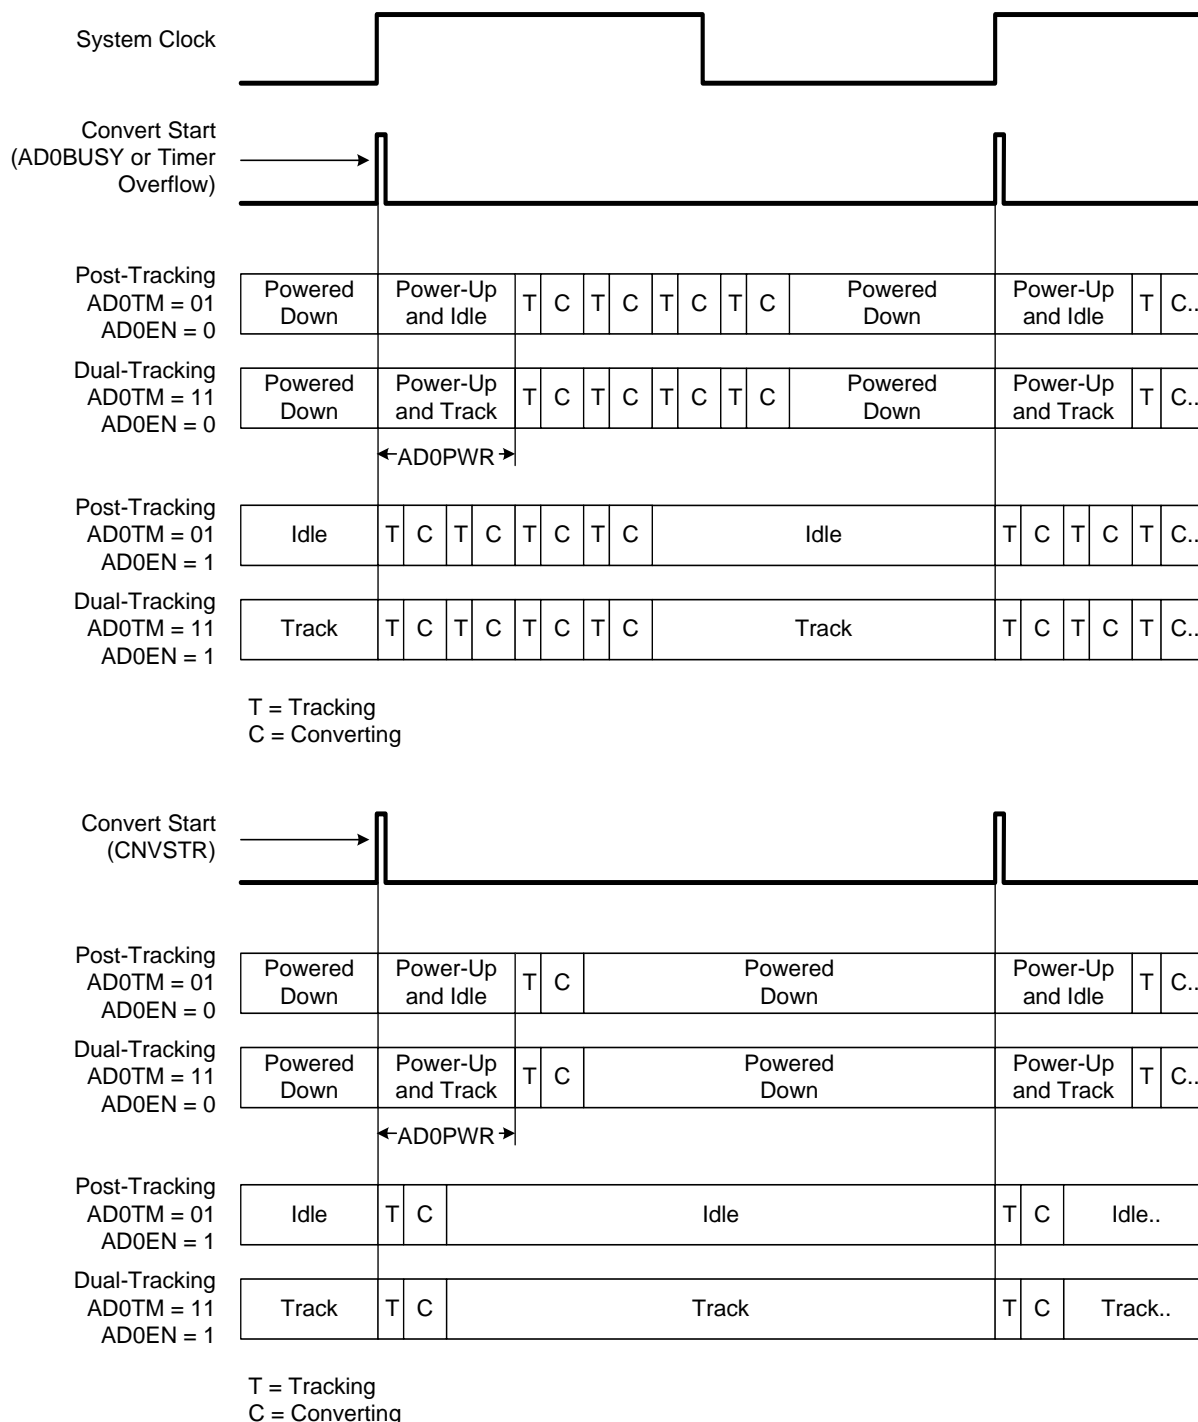 System Clock
Convert Start
(AD0BUSY or Timer
Overflow)
Post-Tracking
AD0TM = 01
AD0EN = 0
Powered
Down
Power-Up
and Idle
T C T C T C T C
Powered
Down
Power-Up
and Idle
T C..
Dual-Tracking
AD0TM = 11
AD0EN = 0
Powered
Down
Power-Up
and Track
T C T C T C T C
Powered
Down
Power-Up
and Track
T C..
AD0PWR
Post-Tracking
AD0TM = 01
AD0EN = 1
Idle T C T C T C T C Idle T C T C T C..
Dual-Tracking
AD0TM = 11
AD0EN = 1
Track T C T C T C T C Track T C T C T C..
T = Tracking
C = Converting
Convert Start
(CNVSTR)
Post-Tracking
AD0TM = 01
AD0EN = 0
Powered
Down
Power-Up
and Idle
T C
Powered
Down
Power-Up
and Idle
T C..
Dual-Tracking
AD0TM = 11
AD0EN = 0
Powered
Down
Power-Up
and Track
T C
Powered
Down
Power-Up
and Track
T C..
AD0PWR
Post-Tracking
AD0TM = 01
AD0EN = 1
Idle T C Idle T C Idle..
Dual-Tracking
AD0TM = 11
AD0EN = 1
Track T C Track T C Track..
T = Tracking
C = Converting